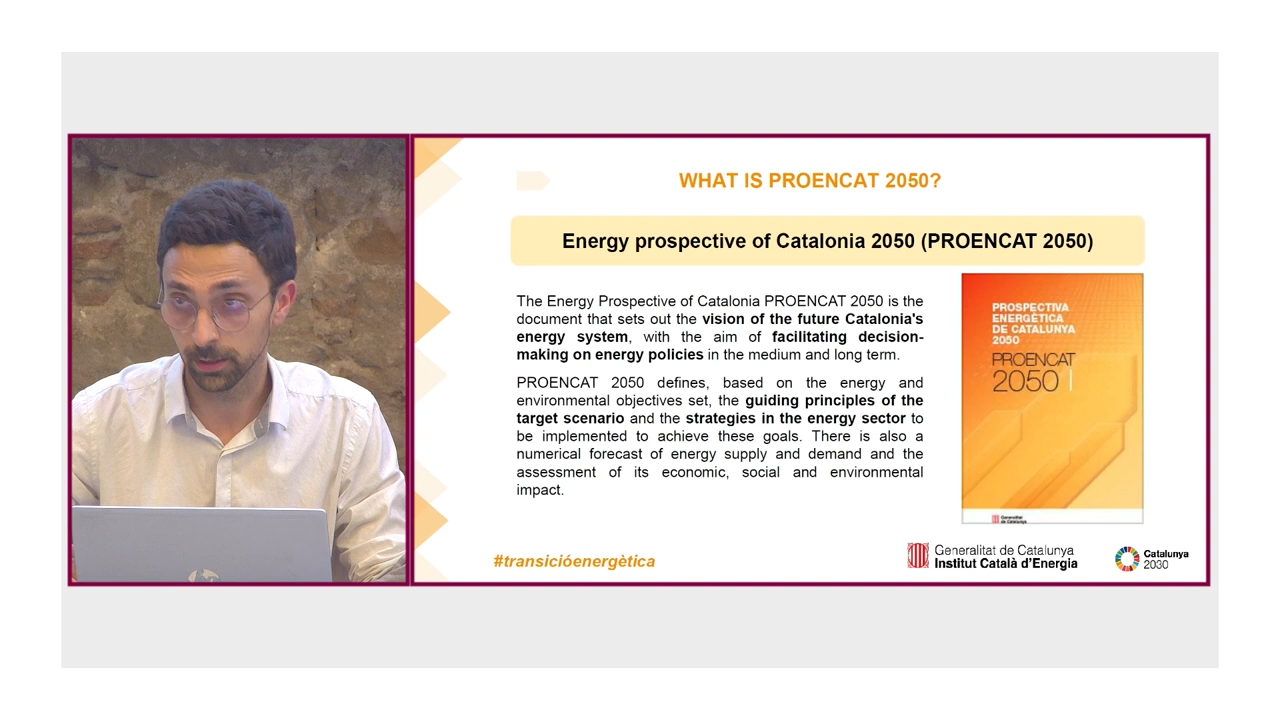 WHAT IS PROENCAT 2050?
Energy prospective of Catalonia 2050 (PROENCAT 2050)
The Energy Prospective of Catalonia PROENCAT 2050 is the
document that sets out the vision of the future Catalonia's
energy system, with the aim of facilitating decision-
making on energy policies in the medium and long term.
PROENCAT 2050 defines, based on the energy and
environmental objectives set, the guiding principles of the
target scenario and the strategies in the energy sector to
be implemented to achieve these goals. There is also a
numerical forecast of energy supply and demand and the
assessment of its economic, social and environmental
impact.
PROSPECTIVA
ENERGÈTICA
DE CATALUNYA
2050
PROENCAT
2050
Generalitat
de Catalunya
#transicióenergètica
Generalitat de Catalunya
Institut Català d'Energia
Catalunya
2030